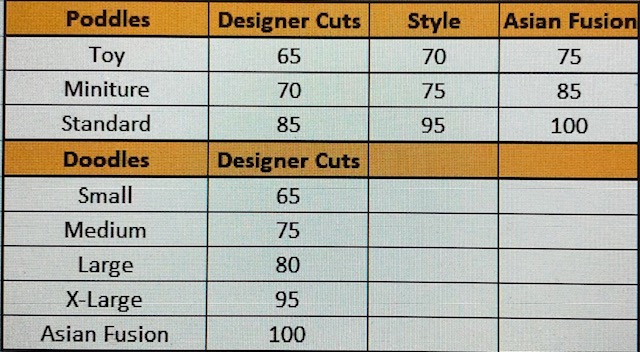 Poddles Designer Cuts Style Asian Fusion
Toy 65 70 75
Miniture 70 75 85
Standard 85 95 100
Doodles Designer Cuts
Small 65
Medium 75
Large 80
X-Large 95
Asian Fusion 100